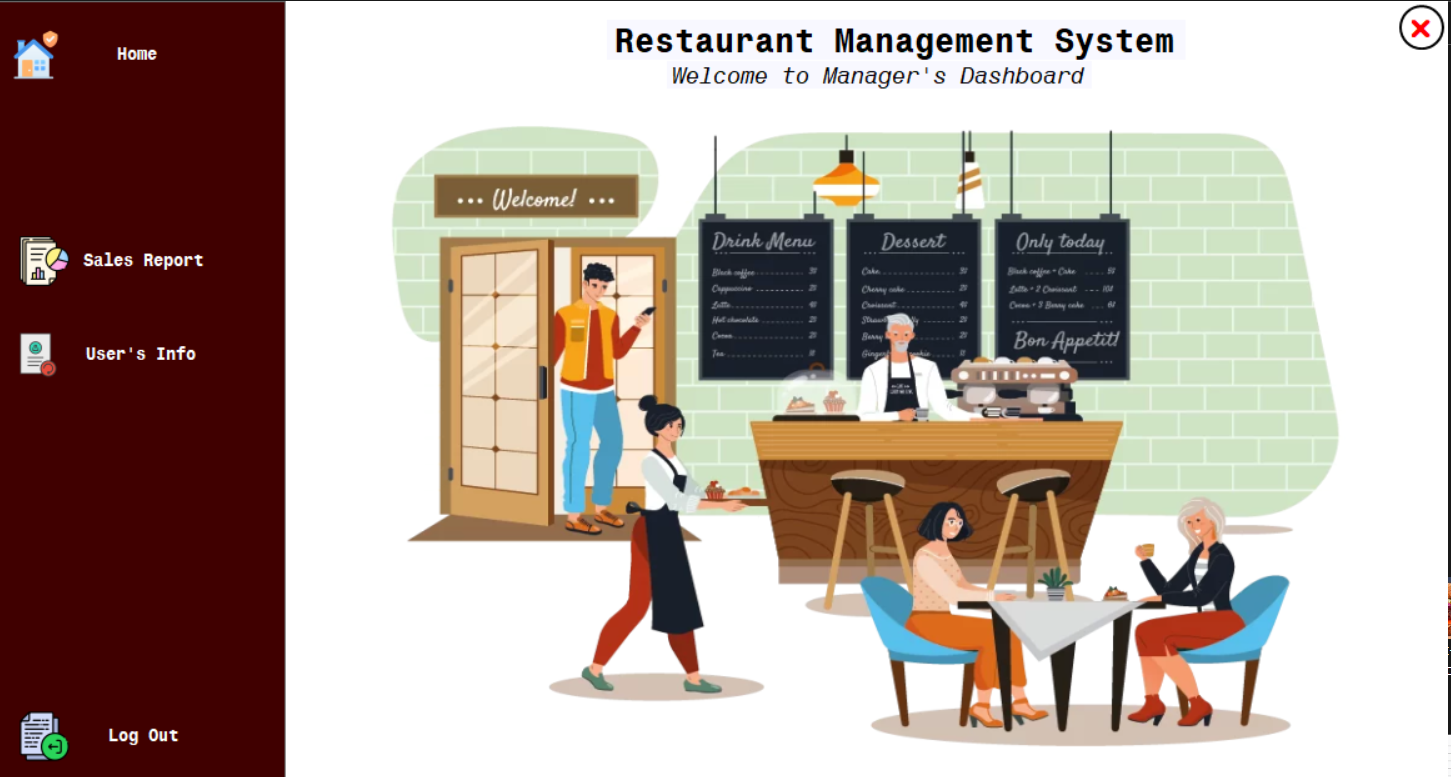 Home
Sales Report
User's Info
Log Out
Restaurant Management System
Welcome to Manager's Dashboard
••• Welcome! •••
Drink Menu
Black coffee
Cappuccino
Latte
Hot chocolate
Cocoa
Tea
Dessert
Cake
Cherry cake
Croissant
Berry
Only today
Black coffee + Cake
Latte + 2 Croissant
Cocoa + 2 Berry cake
Bon Appetit!